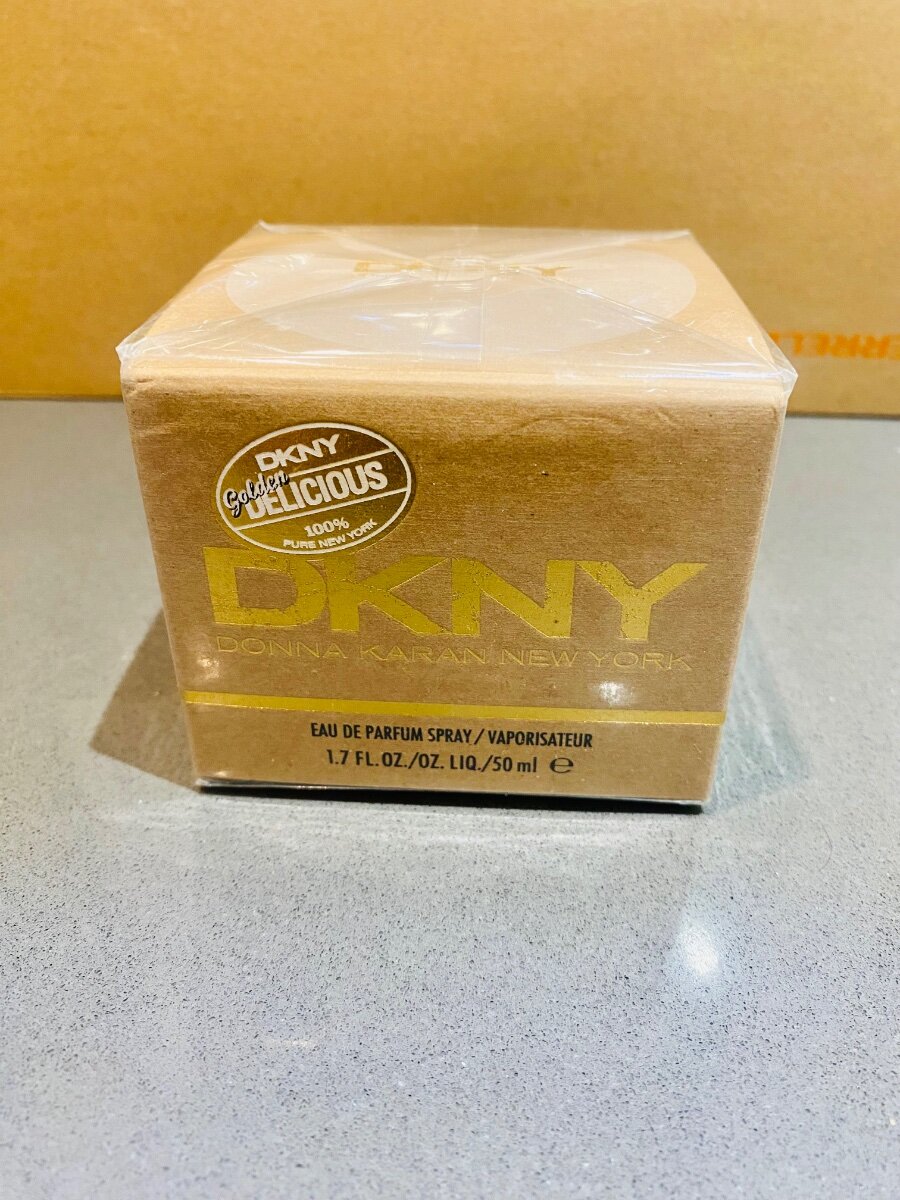 DKNY
DKNY
Golden
DELICIOUS
100%
PURE NEW YORK
DKNY
DONNA KARAN NEW YORK
EAU DE PARFUM SPRAY / VAPORISATEUR
1.7 FL. OZ./OZ. LIQ./50 ml ℮